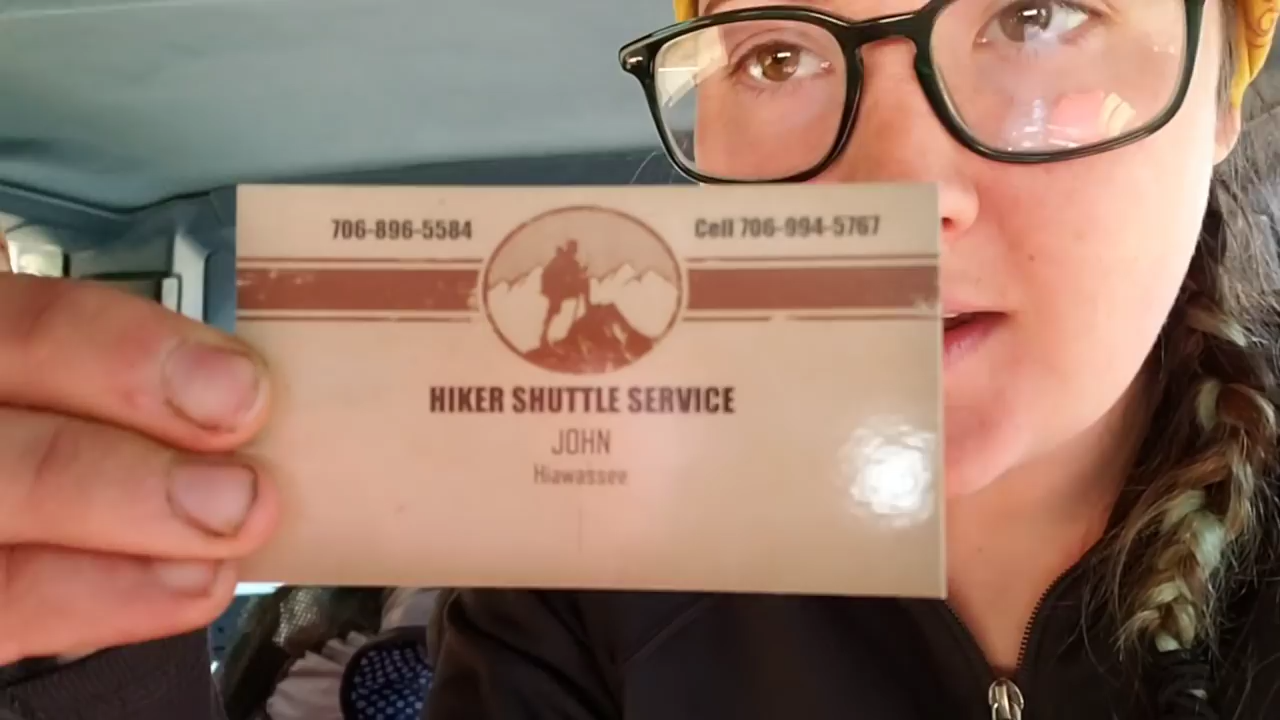 706-896-5584
Cell 706-994-5767
HIKER SHUTTLE SERVICE
JOHN
Hiawassee